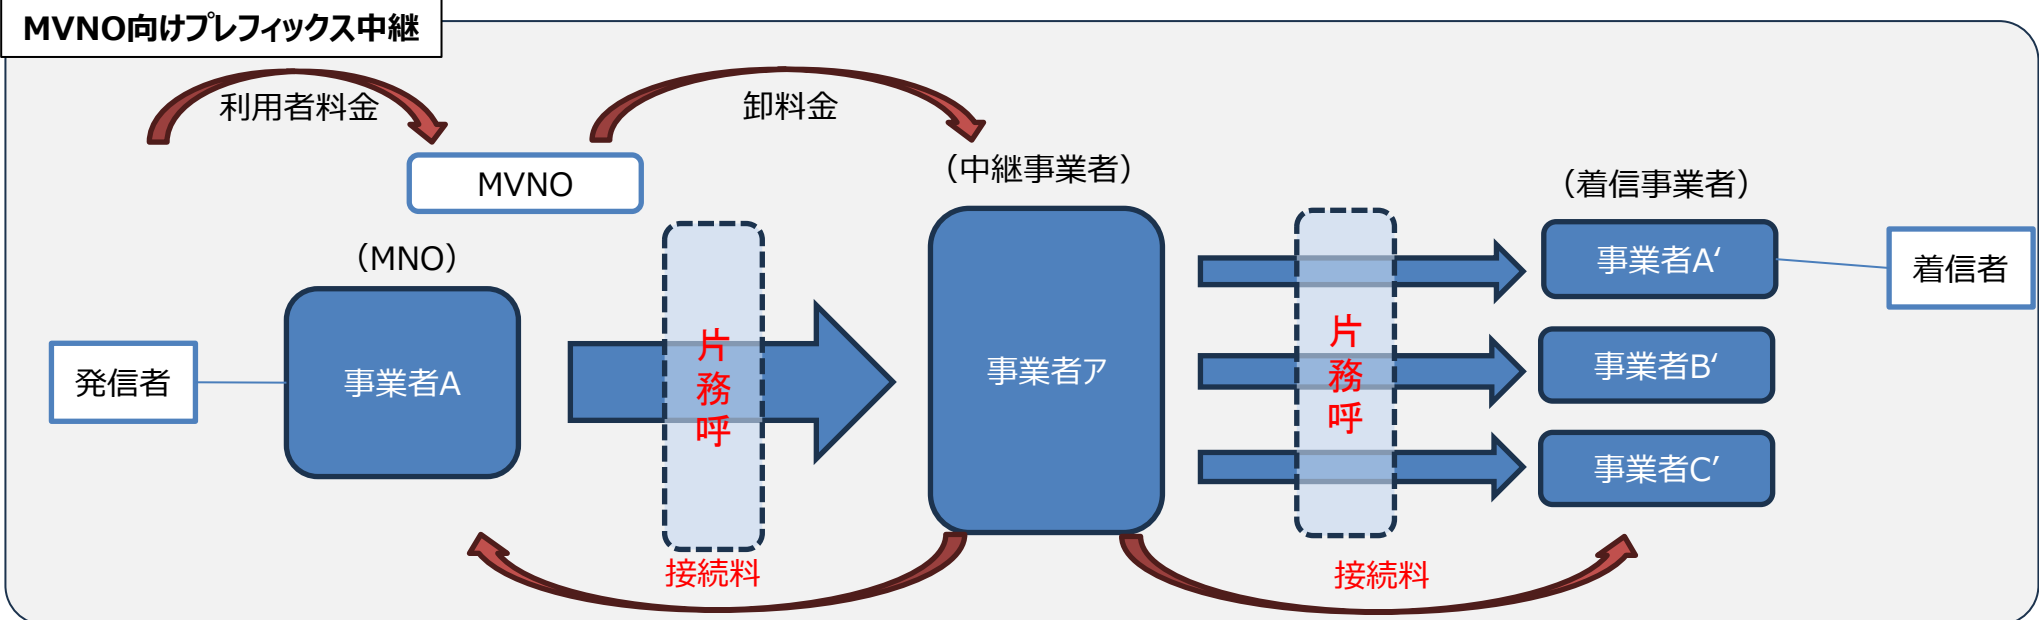 MVNO向けプレフィックス中継
利用者料金
卸料金
MVNO
（中継事業者）
（着信事業者）
（MNO）
発信者
事業者A
片務呼
事業者ア
片務呼
事業者A‘
事業者B‘
事業者C’
着信者
接続料
接続料